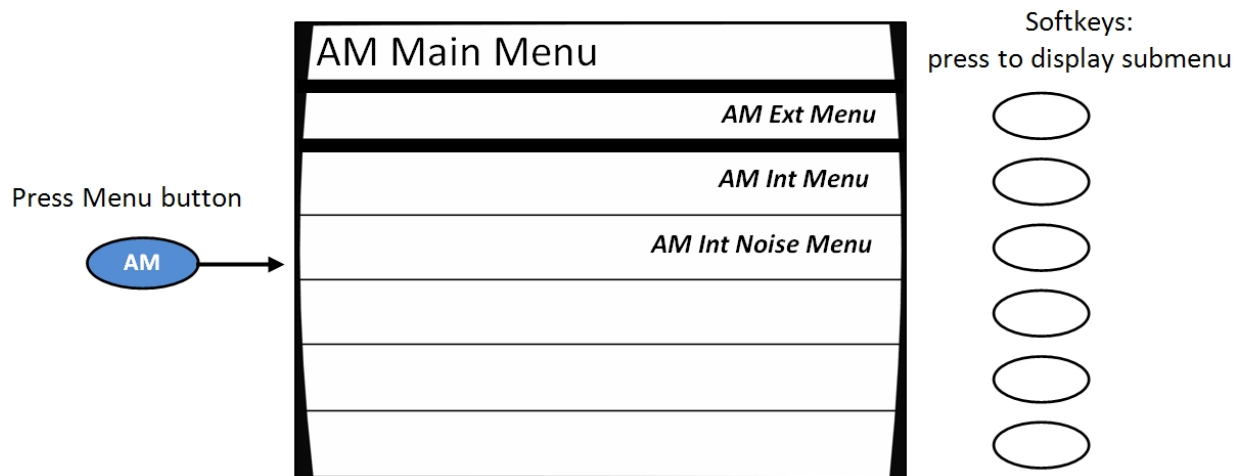 Softkeys:
press to display submenu
AM Main Menu
AM Ext Menu
AM Int Menu
AM Int Noise Menu
Press Menu button
AM